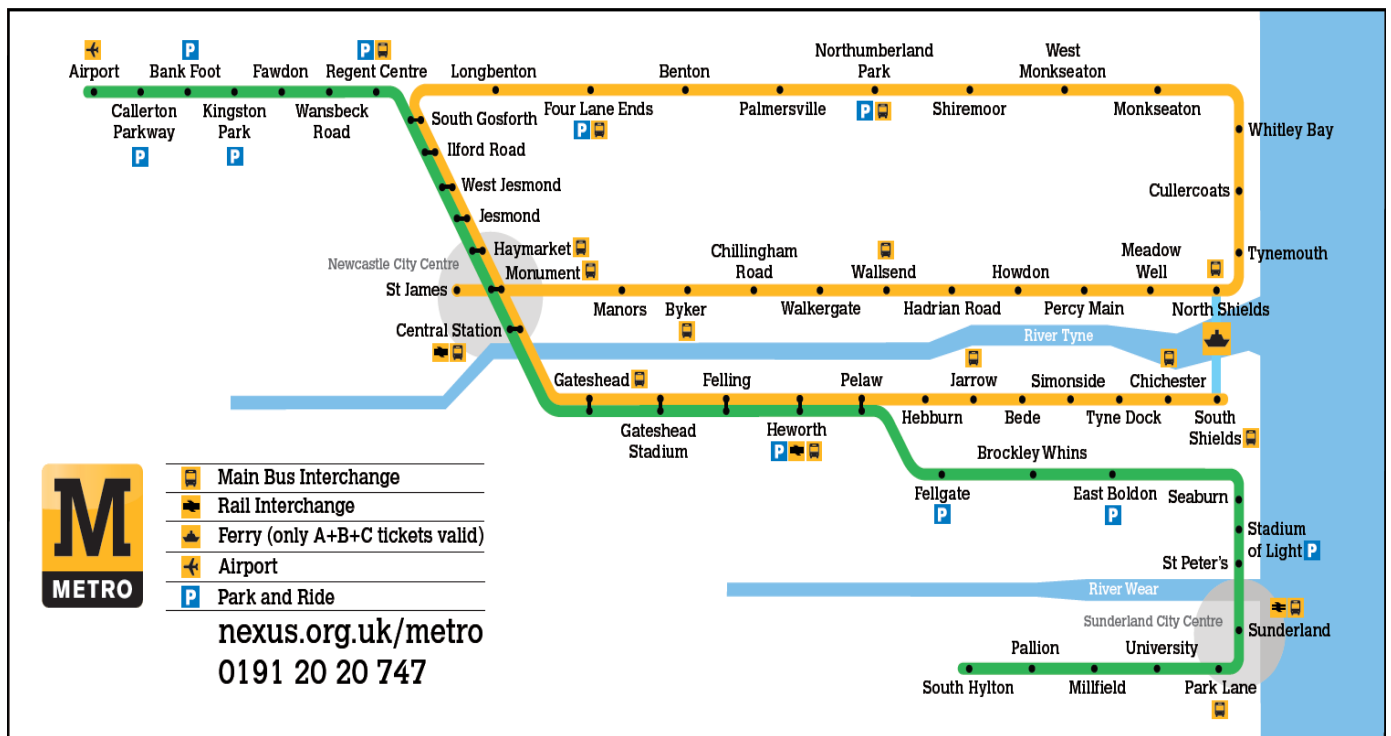 Airport
Bank Foot
Fawdon
Regent Centre
Callerton
Parkway
Kingston
Park
Wansbeck
Road
Longbenton
Four Lane Ends
Benton
Palmersville
Northumberland
Park
Shiremoor
West
Monkseaton
Monkseaton
Whitley Bay
Cullercoats
Tynemouth
South Gosforth
Ilford Road
West Jesmond
Jesmond
Haymarket
Newcastle City Centre
Monument
St James
Central Station
Manors
Byker
Chillingham
Road
Walkergate
Wallsend
Hadrian Road
Howdon
Percy Main
Meadow
Well
North Shields
River Tyne
Gateshead
Gateshead
Stadium
Felling
Heworth
Pelaw
Hebburn
Jarrow
Bede
Simonside
Tyne Dock
Chichester
South
Shields
Fellgate
Brockley Whins
East Boldon
Seaburn
Stadium
of Light
St Peter's
River Wear
Sunderland City Centre
Sunderland
Park Lane
University
Millfield
Pallion
South Hylton
P
P
P
P
P
P
P
P
P
P
M
METRO
Main Bus Interchange
Rail Interchange
Ferry (only A+B+C tickets valid)
Airport
P
Park and Ride
nexus.org.uk/metro
0191 20 20 747